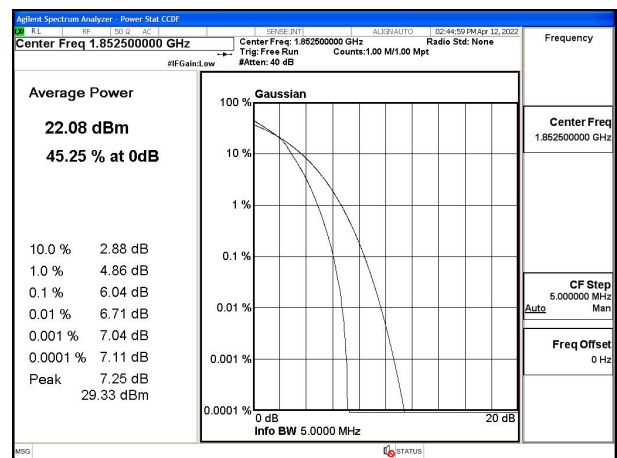 Agilent Spectrum Analyzer - Power Stat CCDF
RL RF 50 Ω AC SENSE:INT ALIGN AUTO 02:44:59 PM Apr 12, 2022
Center Freq 1.852500000 GHz
Center Freq: 1.852500000 GHz Radio Std: None
Trig: Free Run Counts:1.00 M/1.00 Mpt
#IFGain:Low #Atten: 40 dB
Frequency
Average Power
22.08 dBm
45.25 % at 0dB
10.0 % 2.88 dB
1.0 % 4.86 dB
0.1 % 6.04 dB
0.01 % 6.71 dB
0.001 % 7.04 dB
0.0001 % 7.11 dB
Peak 7.25 dB
29.33 dBm
Gaussian
100 %
10 %
1 %
0.1 %
0.01 %
0.001 %
0.0001 %
0 dB 20 dB
Info BW 5.0000 MHz
Center Freq
1.852500000 GHz
CF Step
5.000000 MHz
Auto Man
Freq Offset
0 Hz
MSG STATUS